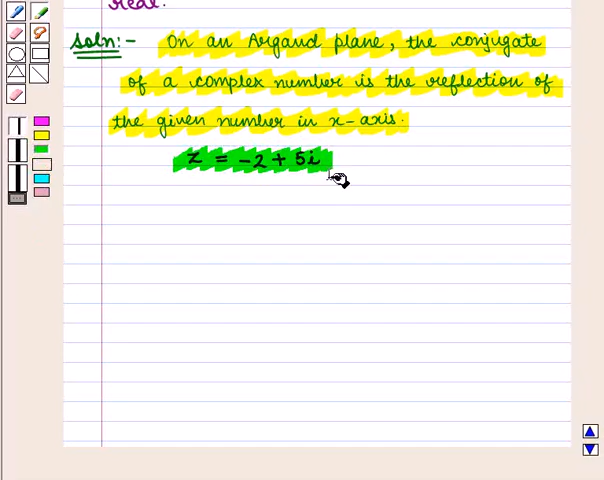 real.
Soln:- On an Argand plane, the conjugate
of a complex number is the reflection of
the given number in x-axis.
z = -2 + 5i